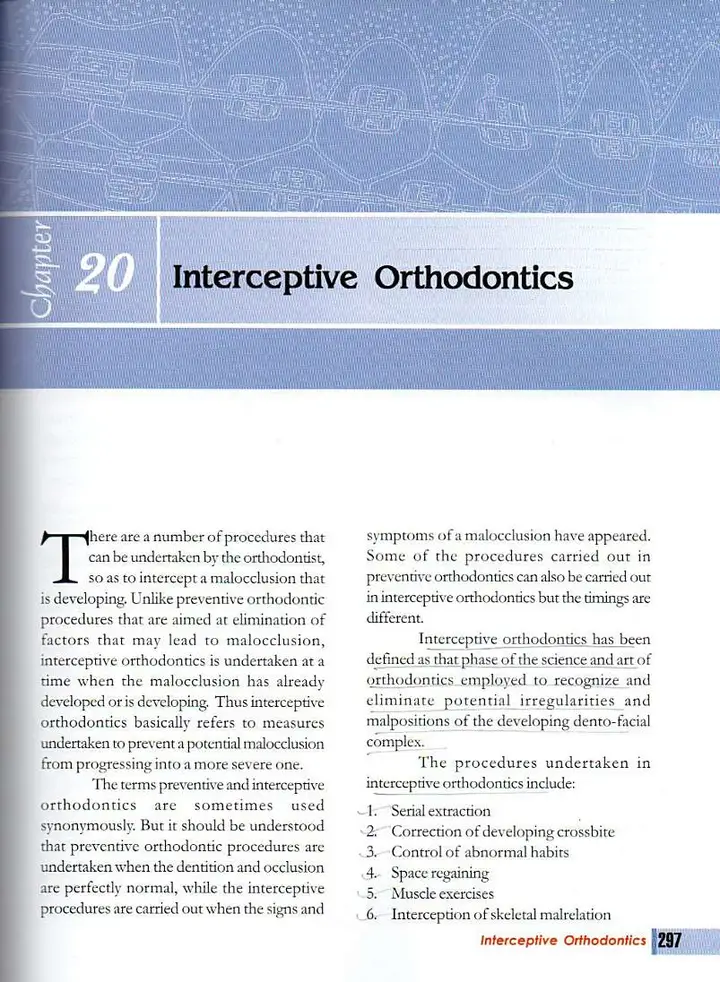 Chapter
20
Interceptive Orthodontics
There are a number of procedures that
can be undertaken by the orthodontist,
so as to intercept a malocclusion that
is developing. Unlike preventive orthodontic
procedures that are aimed at elimination of
factors that may lead to malocclusion,
interceptive orthodontics is undertaken at a
time when the malocclusion has already
developed or is developing. Thus interceptive
orthodontics basically refers to measures
undertaken to prevent a potential malocclusion
from progressing into a more severe one.
The terms preventive and interceptive
orthodontics are sometimes used
synonymously. But it should be understood
that preventive orthodontic procedures are
undertaken when the dentition and occlusion
are perfectly normal, while the interceptive
procedures are carried out when the signs and
symptoms of a malocclusion have appeared.
Some of the procedures carried out in
preventive orthodontics can also be carried out
in interceptive orthodontics but the timings are
different.
Interceptive orthodontics has been
defined as that phase of the science and art of
orthodontics employed to recognize and
eliminate potential irregularities and
malpositions of the developing dento-facial
complex.
The procedures undertaken in
interceptive orthodontics include:
1. Serial extraction
2. Correction of developing crossbite
3. Control of abnormal habits
4. Space regaining
5. Muscle exercises
6. Interception of skeletal malrelation
Interceptive Orthodontics 297